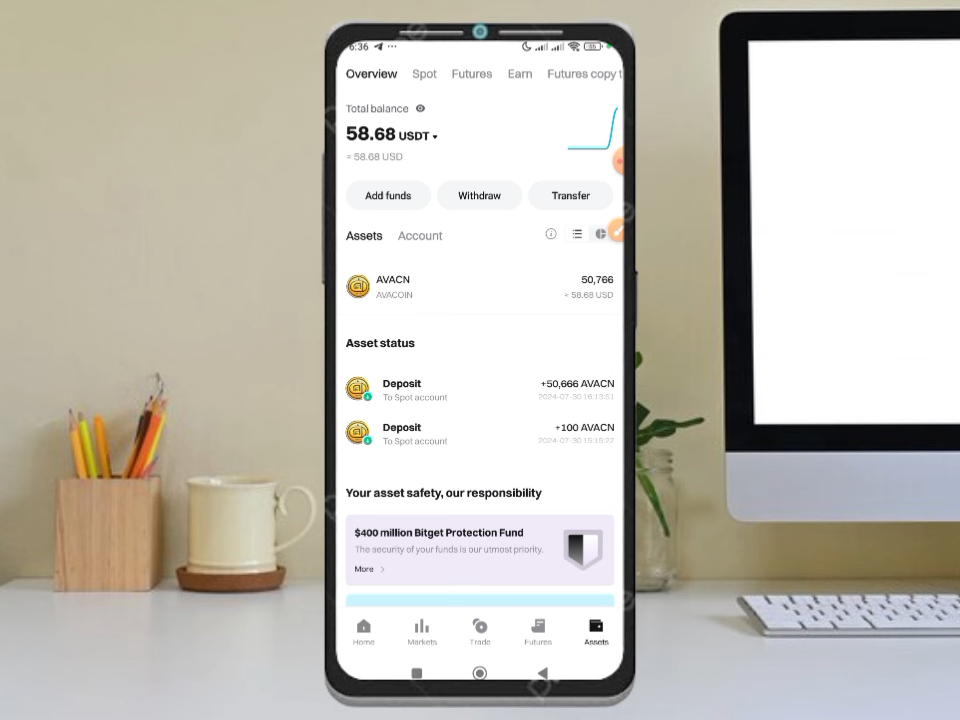 6:36
Overview Spot Futures Earn Futures copy t
Total balance
58.68 USDT
≈ 58.68 USD
Add funds Withdraw Transfer
Assets Account
AVACN 50,766
AVACOIN ≈ 58.68 USD
Asset status
Deposit +50,666 AVACN
To Spot account 2024-07-30 16:13:51
Deposit +100 AVACN
To Spot account 2024-07-30 15:15:22
Your asset safety, our responsibility
$400 million Bitget Protection Fund
The security of your funds is our utmost priority.
More
Home Markets Trade Futures Assets